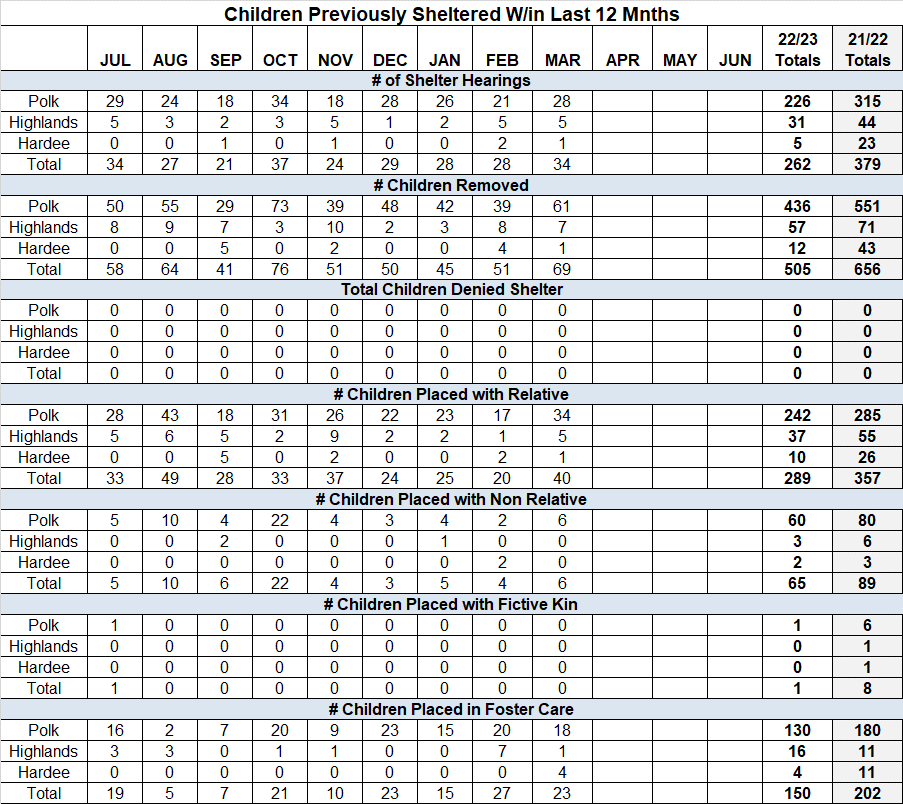 Children Previously Sheltered W/in Last 12 Mnths
JUL AUG SEP OCT NOV DEC JAN FEB MAR APR MAY JUN 22/23 Totals 21/22 Totals
# of Shelter Hearings
Polk 29 24 18 34 18 28 26 21 28 226 315
Highlands 5 3 2 3 5 1 2 5 5 31 44
Hardee 0 0 1 0 1 0 0 2 1 5 23
Total 34 27 21 37 24 29 28 28 34 262 379
# Children Removed
Polk 50 55 29 73 39 48 42 39 61 436 551
Highlands 8 9 7 3 10 2 3 8 7 57 71
Hardee 0 0 5 0 2 0 0 4 1 12 43
Total 58 64 41 76 51 50 45 51 69 505 656
Total Children Denied Shelter
Polk 0 0 0 0 0 0 0 0 0 0 0
Highlands 0 0 0 0 0 0 0 0 0 0 0
Hardee 0 0 0 0 0 0 0 0 0 0 0
Total 0 0 0 0 0 0 0 0 0 0 0
# Children Placed with Relative
Polk 28 43 18 31 26 22 23 17 34 242 285
Highlands 5 6 5 2 9 2 2 1 5 37 55
Hardee 0 0 5 0 2 0 0 2 1 10 26
Total 33 49 28 33 37 24 25 20 40 289 357
# Children Placed with Non Relative
Polk 5 10 4 22 4 3 4 2 6 60 80
Highlands 0 0 2 0 0 0 1 0 0 3 6
Hardee 0 0 0 0 0 0 0 2 0 2 3
Total 5 10 6 22 4 3 5 4 6 65 89
# Children Placed with Fictive Kin
Polk 1 0 0 0 0 0 0 0 0 1 6
Highlands 0 0 0 0 0 0 0 0 0 0 1
Hardee 0 0 0 0 0 0 0 0 0 0 1
Total 1 0 0 0 0 0 0 0 0 1 8
# Children Placed in Foster Care
Polk 16 2 7 20 9 23 15 20 18 130 180
Highlands 3 3 0 1 1 0 0 7 1 16 11
Hardee 0 0 0 0 0 0 0 0 4 4 11
Total 19 5 7 21 10 23 15 27 23 150 202